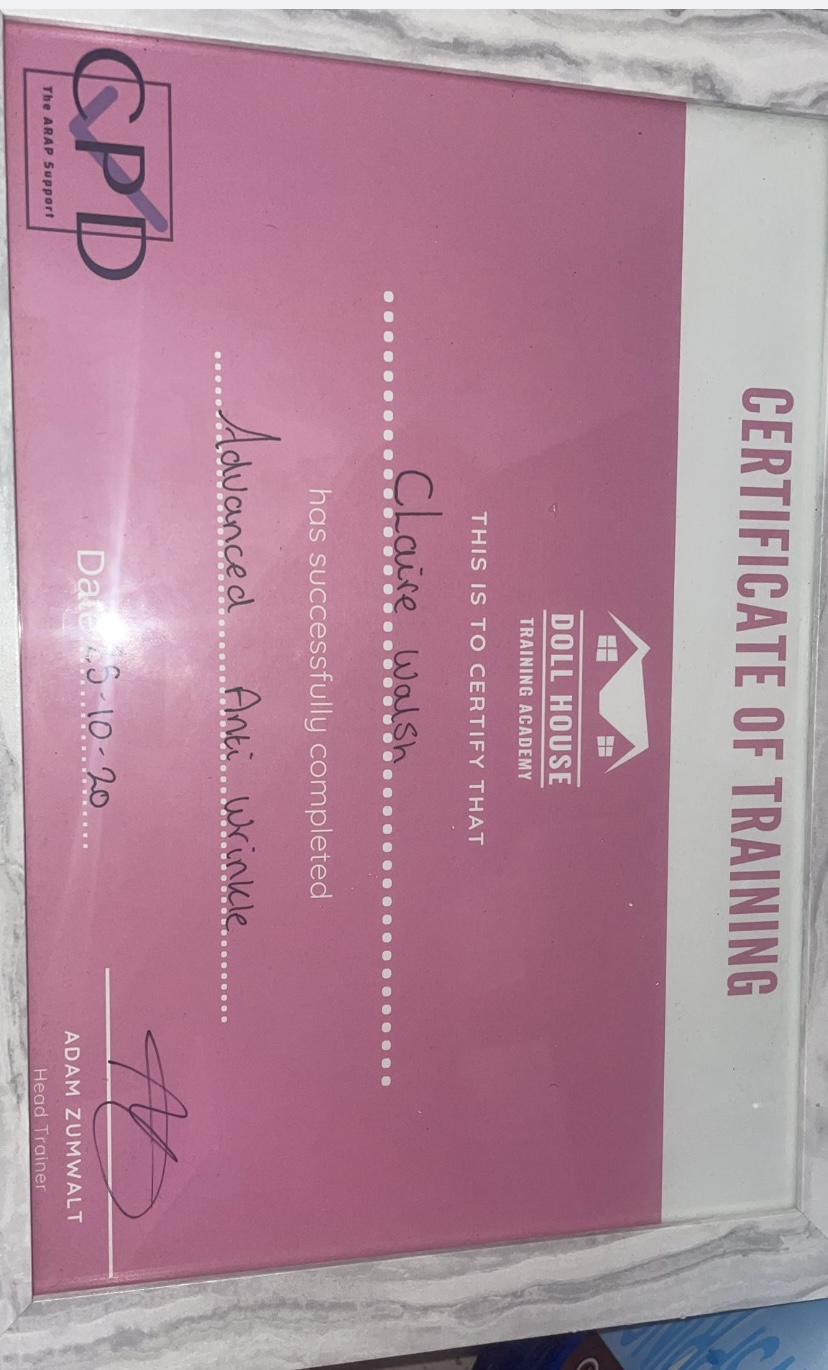 CERTIFICATE OF TRAINING
DOLL HOUSE
TRAINING ACADEMY
THIS IS TO CERTIFY THAT
Claire Walsh
has successfully completed
Advanced Anti Wrinkle
Date
-10-20
CPD
The ARAP Support
ADAM ZUMWALT
Head Trainer